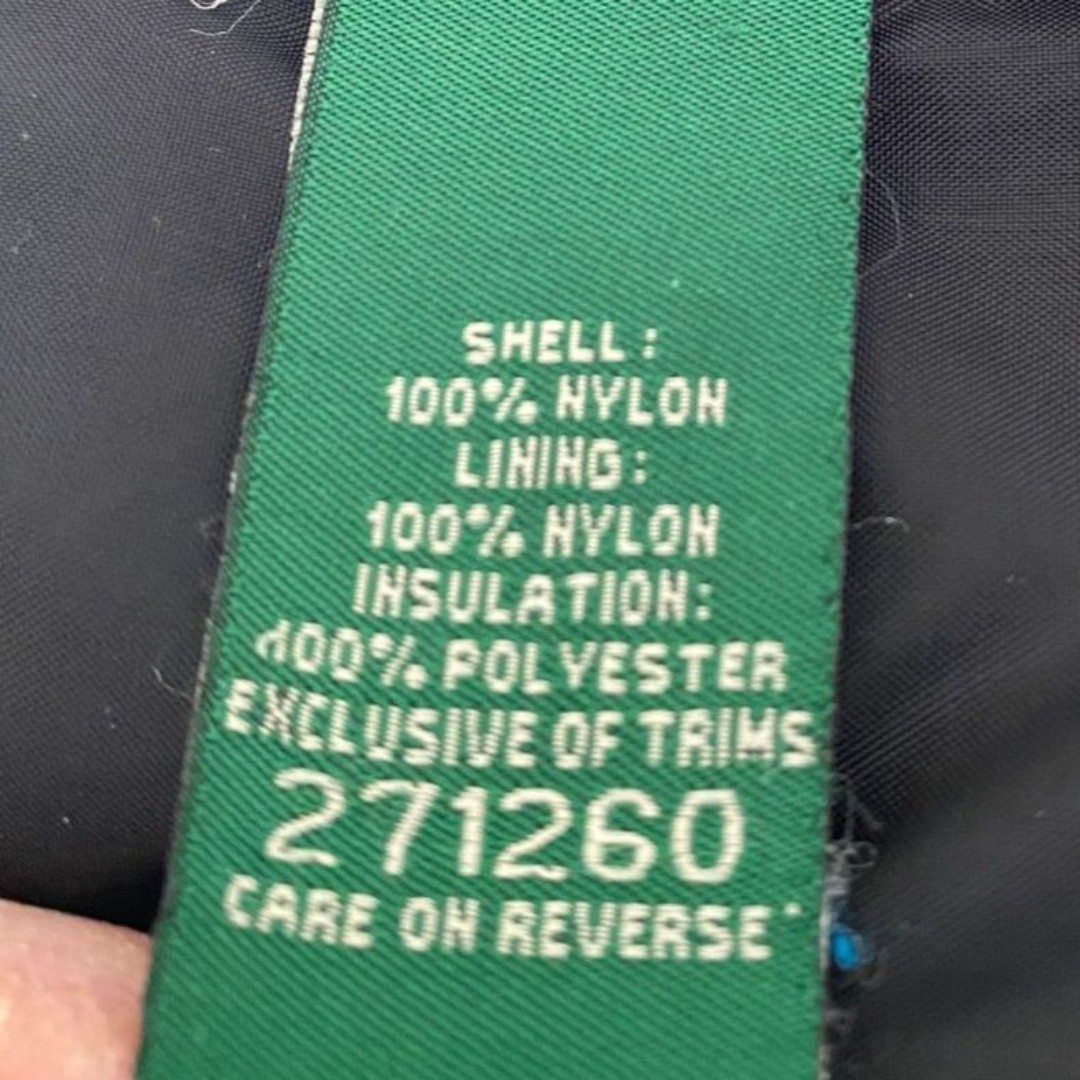 SHELL:
100% NYLON
LINING:
100% NYLON
INSULATION:
100% POLYESTER
EXCLUSIVE OF TRIMS
271260
CARE ON REVERSE